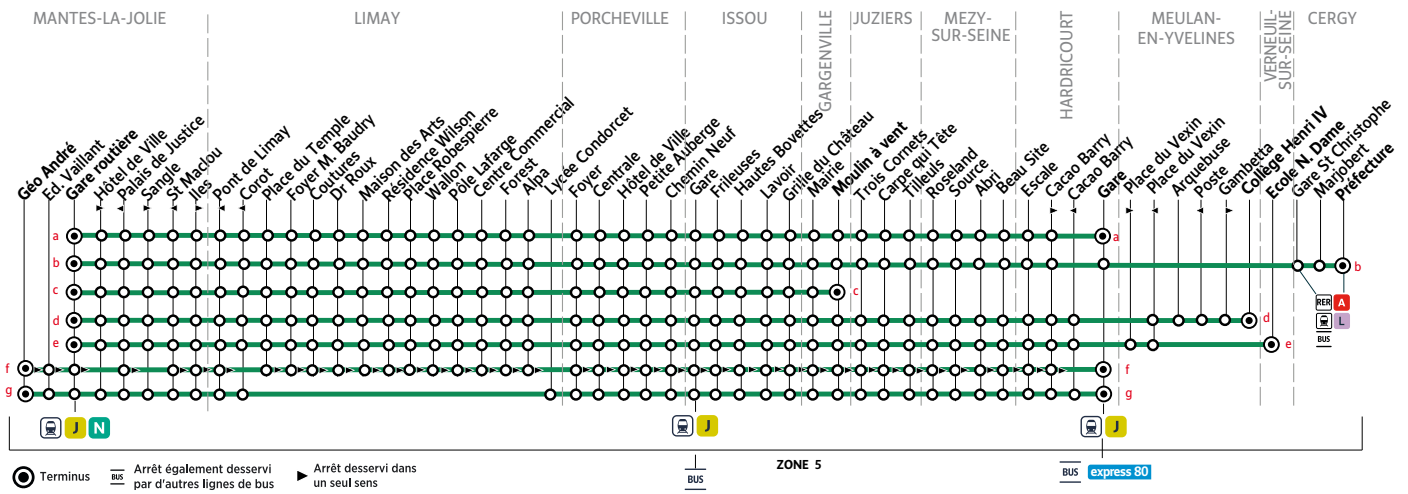 MANTES-LA-JOLIE
LIMAY
PORCHEVILLE
ISSOU
GARGENVILLE
JUZIERS
MEZY-
SUR-SEINE
HARDRICOURT
MEULAN-
EN-YVELINES
VERNEUIL-
SUR-SEINE
CERGY
Géo André
Ed. Vaillant
Gare routière
Hôtel de Ville
Palais de Justice
Sangle
St Maclou
Iles
Pont de Limay
Corot
Place du Temple
Foyer M. Baudry
Coutures
Dr Roux
Maison des Arts
Résidence Wilson
Place Robespierre
Wallon
Pôle Lafarge
Centre Commercial
Forest
Alpa
Lycée Condorcet
Foyer
Centrale
Hôtel de Ville
Petite Auberge
Chemin Neuf
Gare
Frileuses
Hautes Bovettes
Lavoir
Grille du Château
Mairie
Moulin à vent
Trois Cornets
Carpe qui Tête
Tilleuls
Roseland
Source
Abri
Beau Site
Escale
Cacao Barry
Cacao Barry
Gare
Place du Vexin
Place du Vexin
Arquebuse
Poste
Gambetta
Collège Henri IV
Ecole N. Dame
Gare St Christophe
Marjobert
Préfecture
a a
b b
c c
d d
e e
f f
g g
RER A
L
BUS
J N
J
J
ZONE 5
BUS
BUS express 80
Terminus
BUS Arrêt également desservi
par d'autres lignes de bus
Arrêt desservi dans
un seul sens